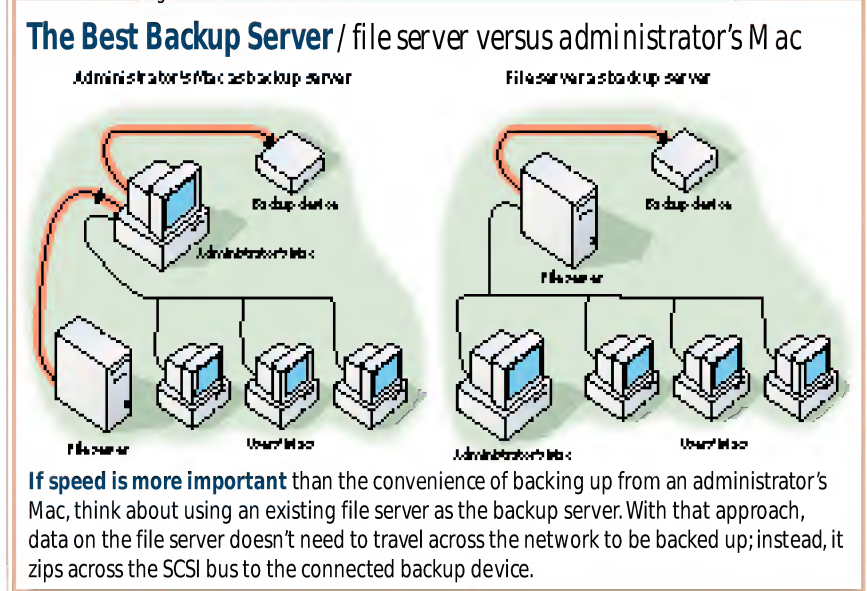 The Best Backup Server / file server versus administrator's Mac
Administrator's Mac as backup server
File server as backup server
Backup device
Backup device
Administrator's Mac
File server
File server
Users' Macs
Administrator's Mac
Users' Macs
If speed is more important than the convenience of backing up from an administrator's
Mac, think about using an existing file server as the backup server. With that approach,
data on the file server doesn't need to travel across the network to be backed up; instead, it
zips across the SCSI bus to the connected backup device.